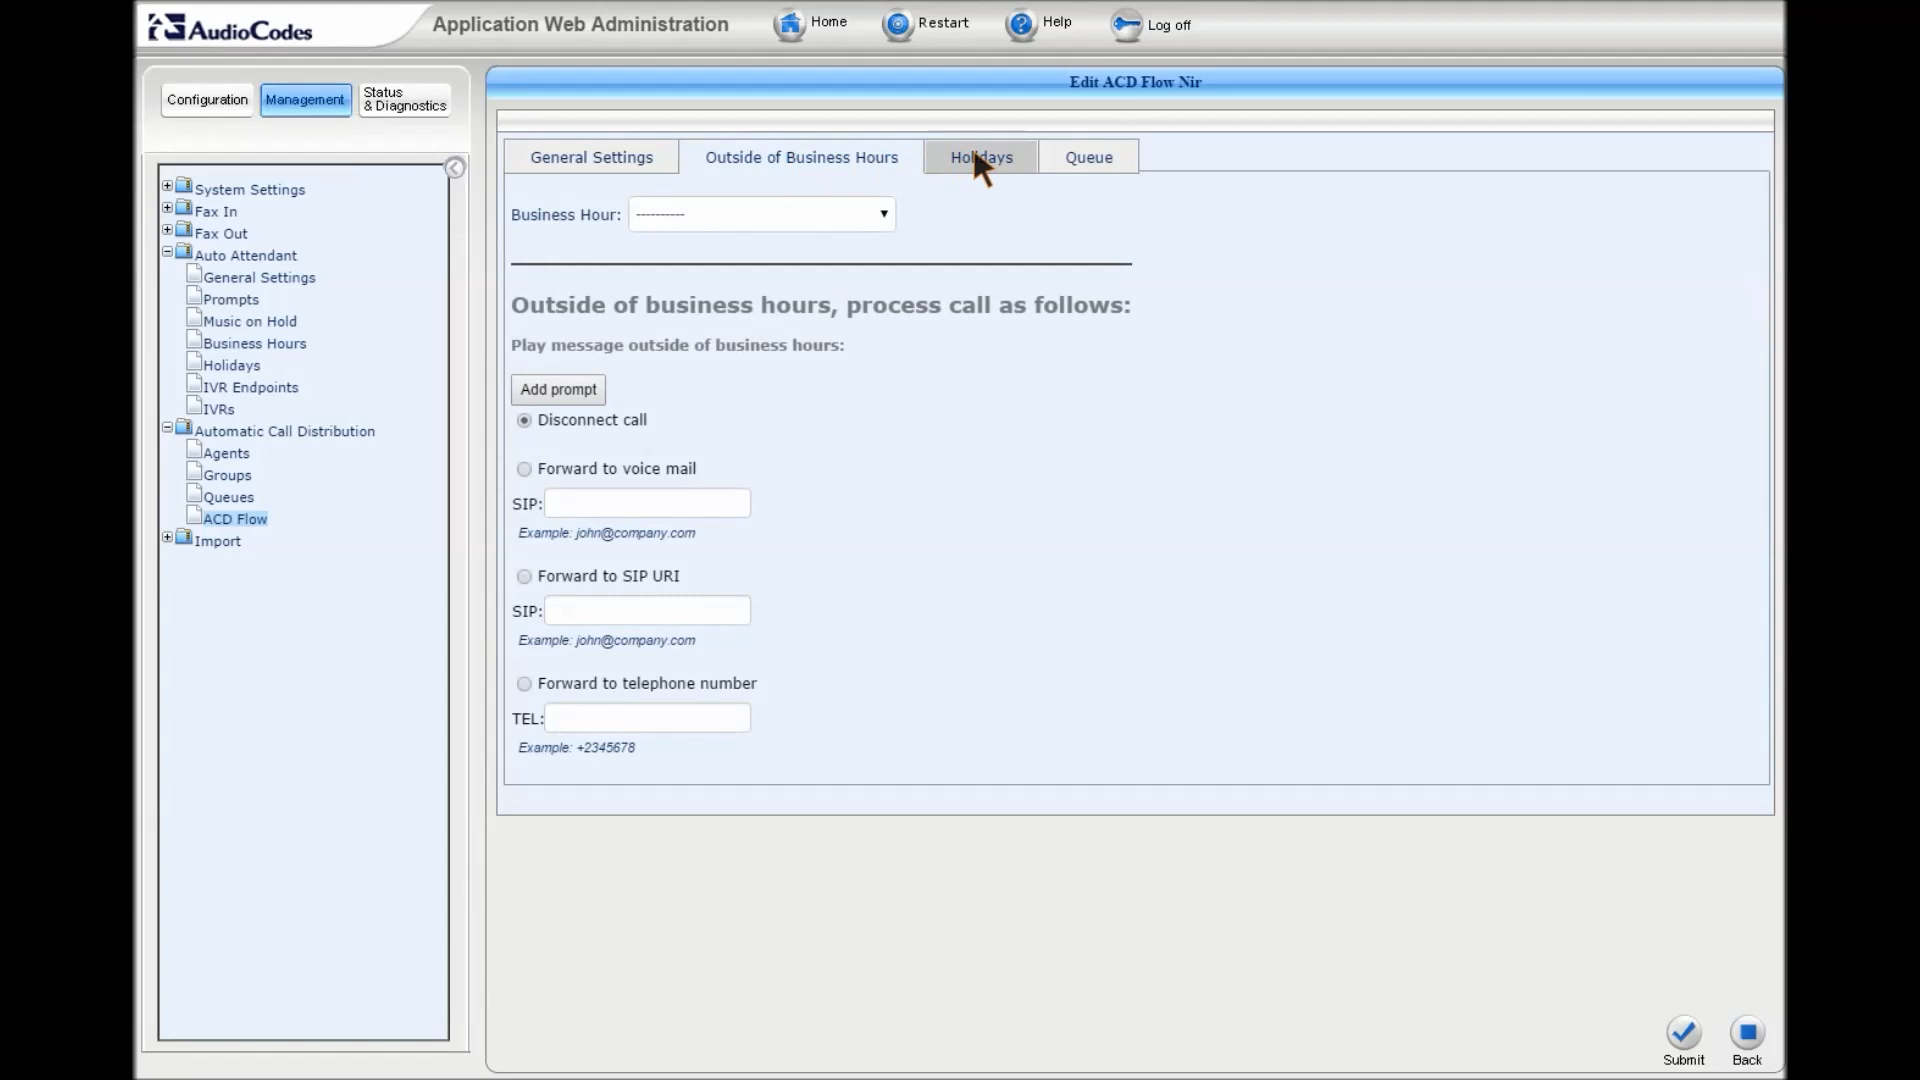 AudioCodes
Application Web Administration
Home
Restart
Help
Log off
Configuration
Management
Status
& Diagnostics
System Settings
Fax In
Fax Out
Auto Attendant
General Settings
Prompts
Music on Hold
Business Hours
Holidays
IVR Endpoints
IVRs
Automatic Call Distribution
Agents
Groups
Queues
ACD Flow
Import
Edit ACD Flow Nir
General Settings
Outside of Business Hours
Holidays
Queue
Business Hour: ----------
Outside of business hours, process call as follows:
Play message outside of business hours:
Add prompt
Disconnect call
Forward to voice mail
SIP:
Example: john@company.com
Forward to SIP URI
SIP:
Example: john@company.com
Forward to telephone number
TEL:
Example: +2345678
Submit
Back